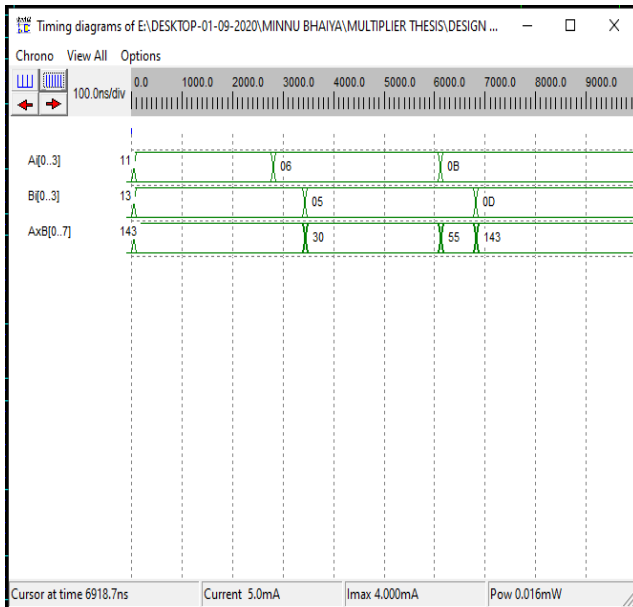 Timing diagrams of E:\DESKTOP-01-09-2020\MINNU BHAIYA\MULTIPLIER THESIS\DESIGN ...
Chrono View All Options
100.0ns/div 0.0 1000.0 2000.0 3000.0 4000.0 5000.0 6000.0 7000.0 8000.0 9000.0
Ai[0..3] 11 06 0B
Bi[0..3] 13 05 0D
AxB[0..7] 143 30 55 143
Cursor at time 6918.7ns Current 5.0mA Imax 4.000mA Pow 0.016mW